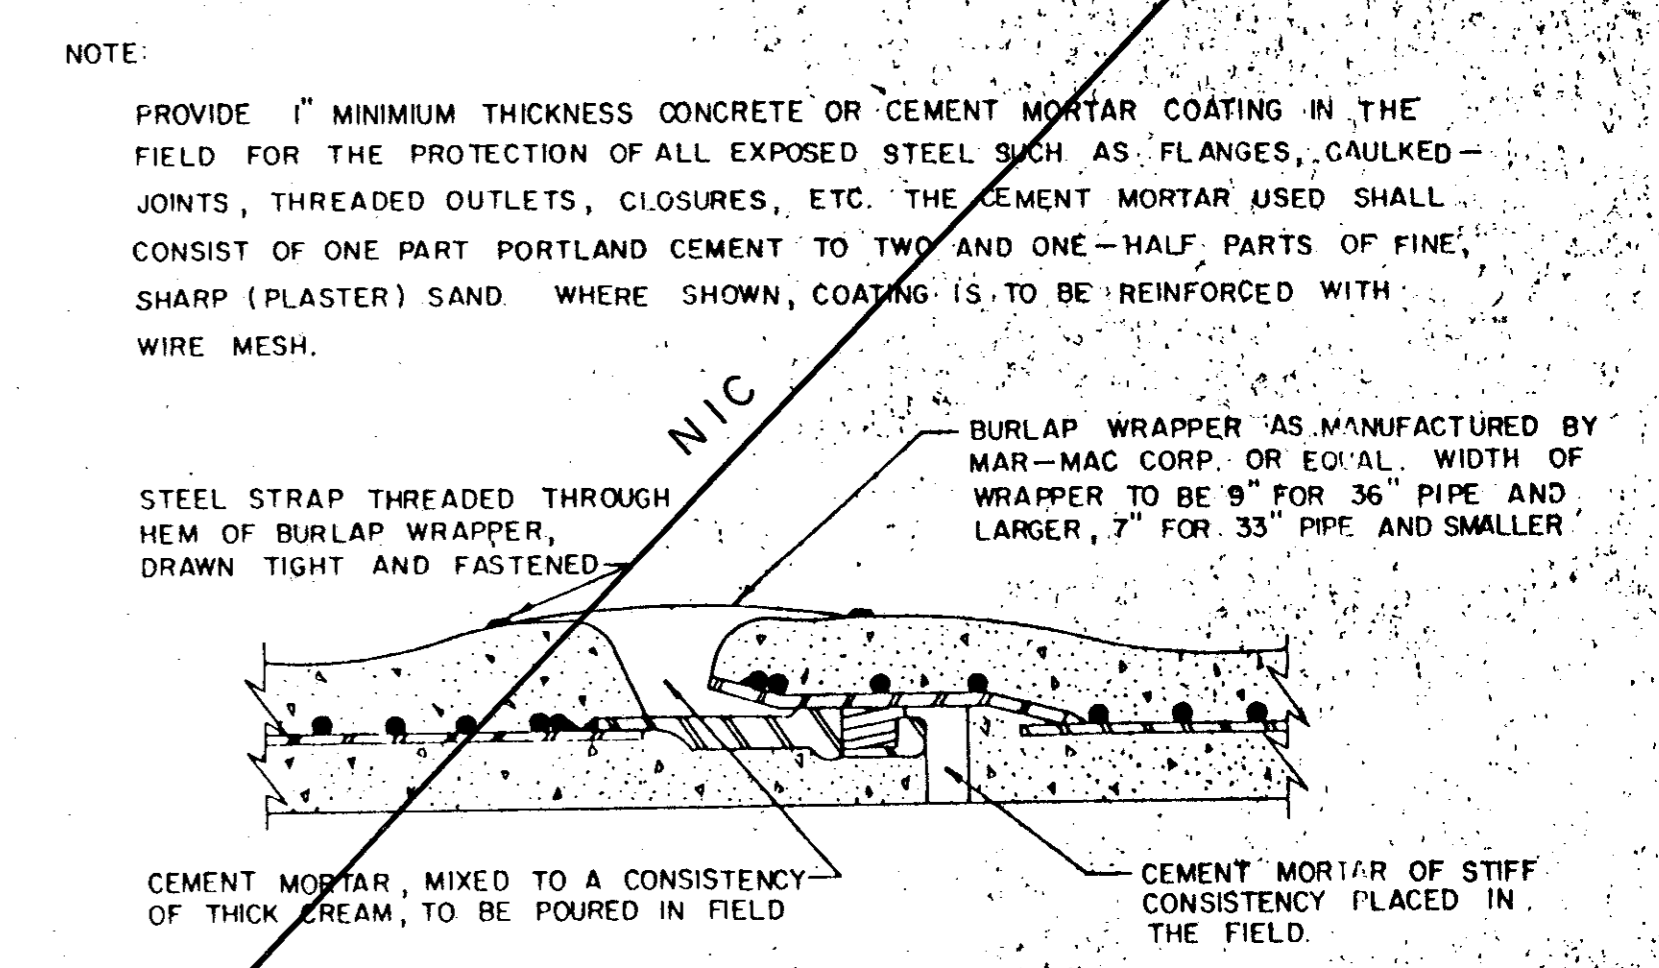 NOTE:
PROVIDE 1" MINIMIUM THICKNESS CONCRETE OR CEMENT MORTAR COATING IN THE
FIELD FOR THE PROTECTION OF ALL EXPOSED STEEL SUCH AS FLANGES, CAULKED-
JOINTS, THREADED OUTLETS, CLOSURES, ETC. THE CEMENT MORTAR USED SHALL
CONSIST OF ONE PART PORTLAND CEMENT TO TWO AND ONE-HALF PARTS OF FINE,
SHARP (PLASTER) SAND. WHERE SHOWN, COATING IS TO BE REINFORCED WITH
WIRE MESH.
NIC
BURLAP WRAPPER AS MANUFACTURED BY
MAR-MAC CORP. OR EQUAL. WIDTH OF
WRAPPER TO BE 9" FOR 36" PIPE AND
LARGER, 7" FOR 33" PIPE AND SMALLER
STEEL STRAP THREADED THROUGH
HEM OF BURLAP WRAPPER,
DRAWN TIGHT AND FASTENED
CEMENT MORTAR, MIXED TO A CONSISTENCY
OF THICK CREAM, TO BE POURED IN FIELD
CEMENT MORTAR OF STIFF
CONSISTENCY PLACED IN
THE FIELD.